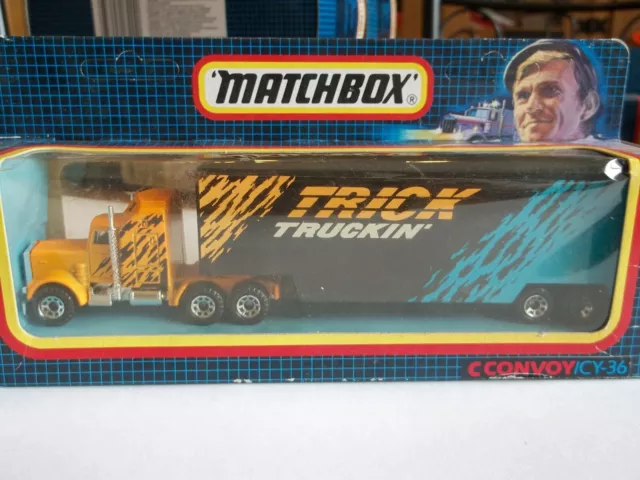 'MATCHBOX'®
TRICK
TRUCKIN'
C CONVOY/CY-36